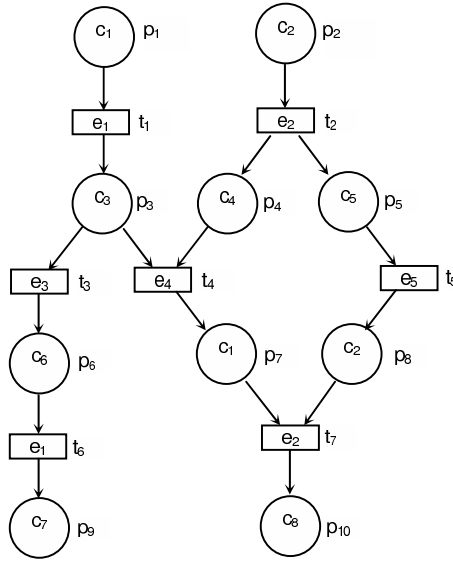 c₁ p₁ c₂ p₂
e₁ t₁ e₂ t₂
c₃ p₃ c₄ p₄ c₅ p₅
e₃ t₃ e₄ t₄ e₅ t₅
c₆ p₆ c₁ p₇ c₂ p₈
e₁ t₆ e₂ t₇
c₇ p₉ c₈ p₁₀